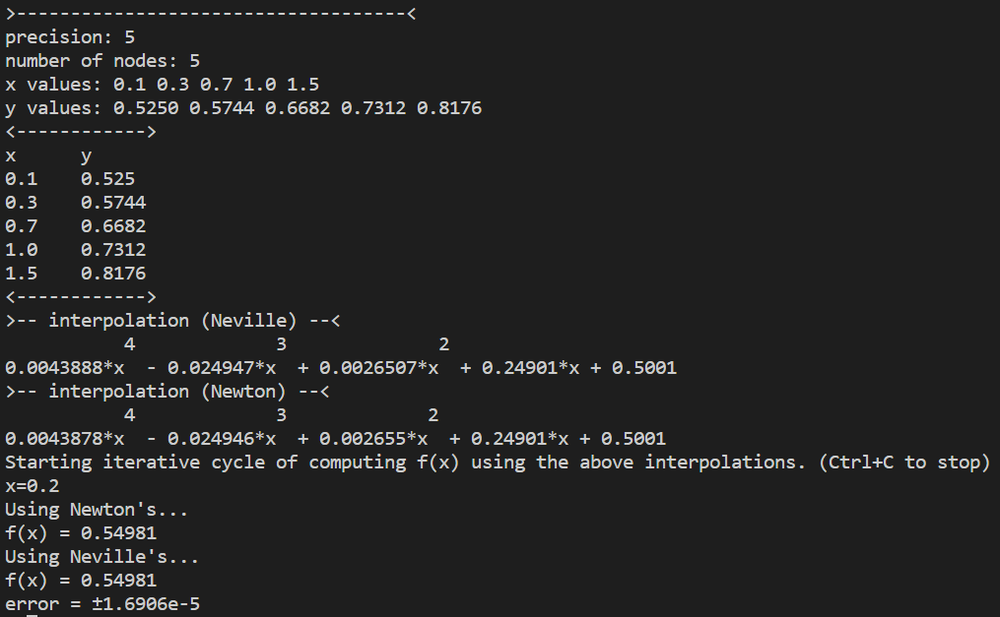 >------------------------------------<
precision: 5
number of nodes: 5
x values: 0.1 0.3 0.7 1.0 1.5
y values: 0.5250 0.5744 0.6682 0.7312 0.8176
<------------>
x      y
0.1    0.525
0.3    0.5744
0.7    0.6682
1.0    0.7312
1.5    0.8176
<------------>
>-- interpolation (Neville) --<
           4             3              2
0.0043888*x  - 0.024947*x  + 0.0026507*x  + 0.24901*x + 0.5001
>-- interpolation (Newton) --<
           4             3             2
0.0043878*x  - 0.024946*x  + 0.002655*x  + 0.24901*x + 0.5001
Starting iterative cycle of computing f(x) using the above interpolations. (Ctrl+C to stop)
x=0.2
Using Newton's...
f(x) = 0.54981
Using Neville's...
f(x) = 0.54981
error = ±1.6906e-5